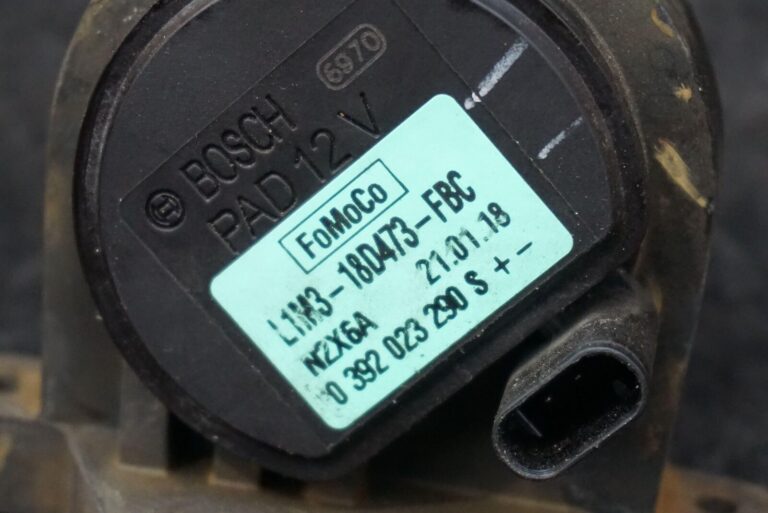 6970
BOSCH
PAD 12 V
FoMoCo
L1M3-18D473-FBC
N2X6A 21.01.18
0 392 023 290 S + -